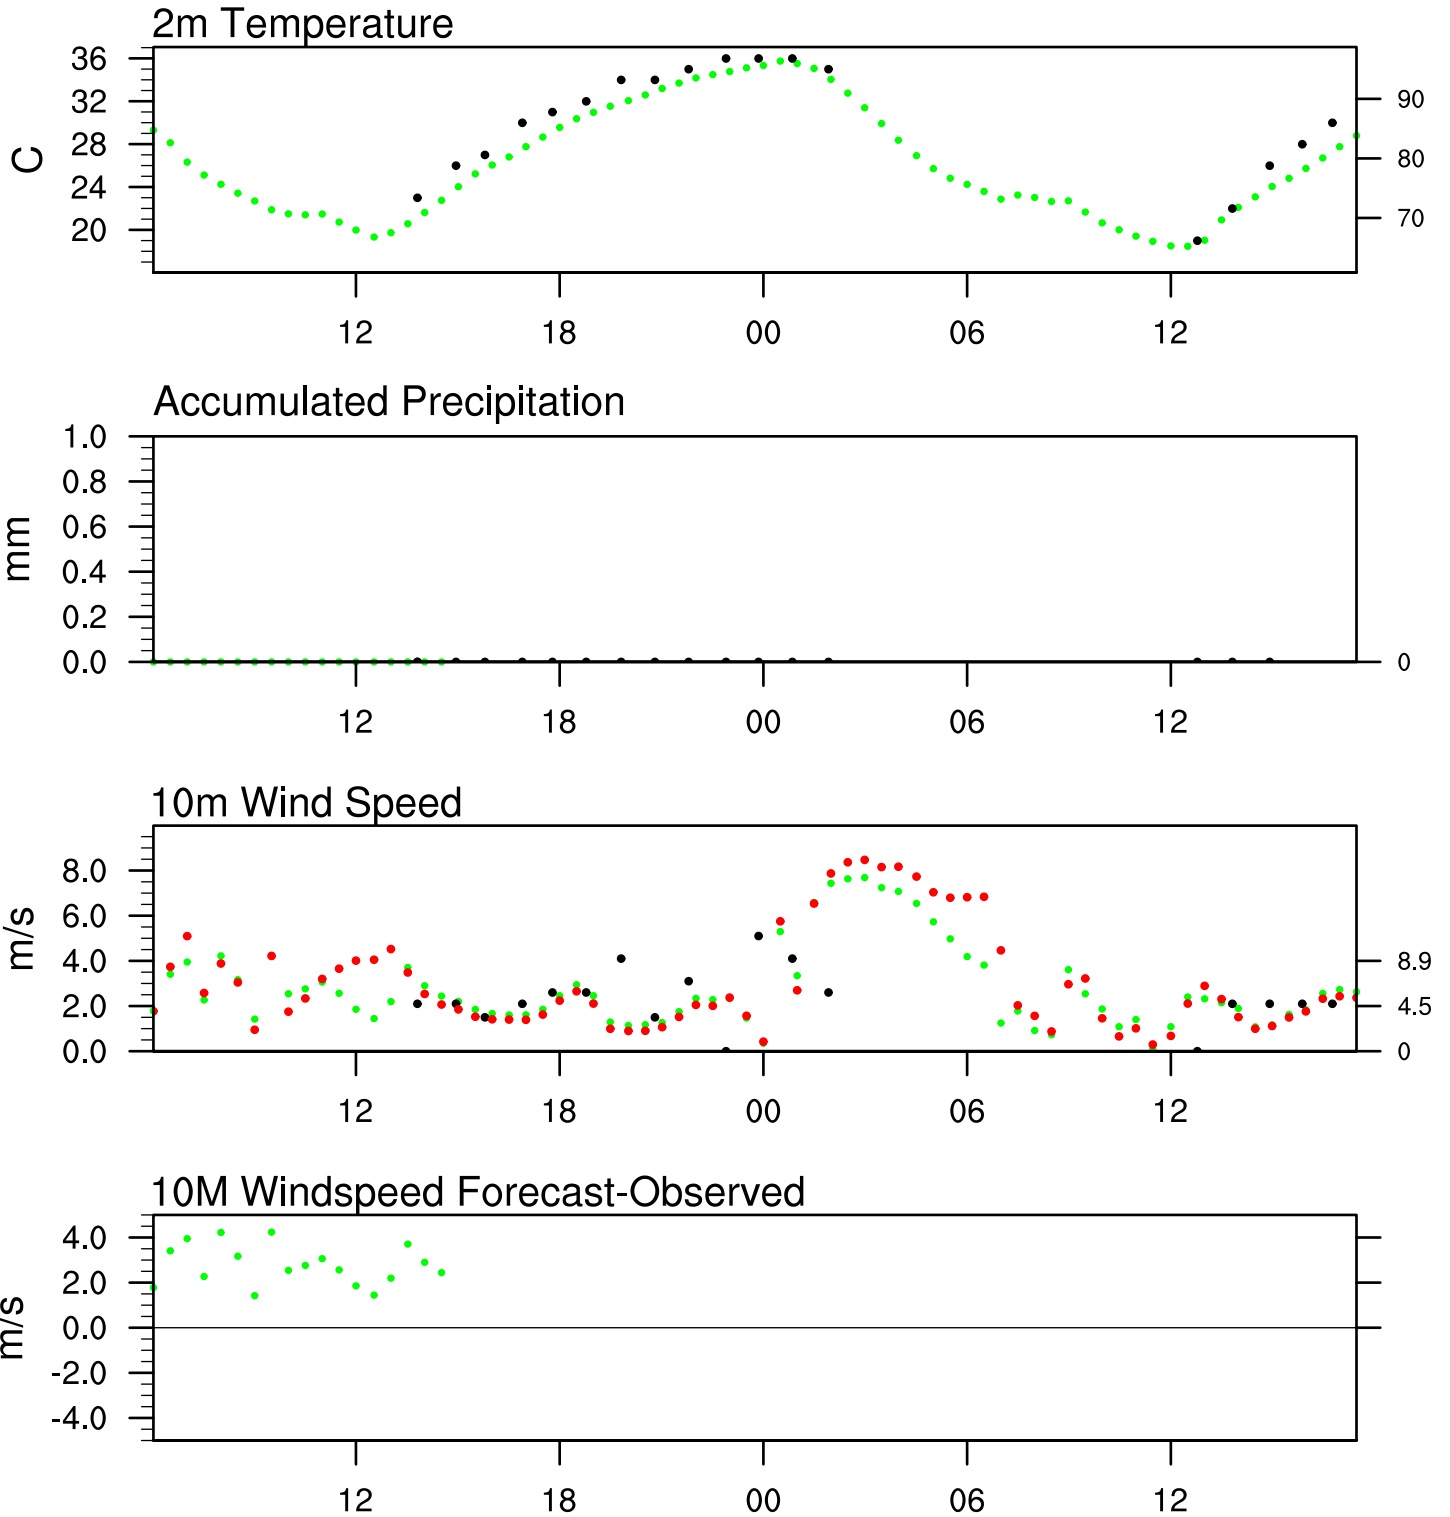 2m Temperature
36
32
28
24
20
C
90
80
70
12 18 00 06 12
Accumulated Precipitation
1.0
0.8
0.6
0.4
0.2
0.0
mm
0
12 18 00 06 12
10m Wind Speed
8.0
6.0
4.0
2.0
0.0
m/s
8.9
4.5
0
12 18 00 06 12
10M Windspeed Forecast-Observed
4.0
2.0
0.0
-2.0
-4.0
m/s
12 18 00 06 12